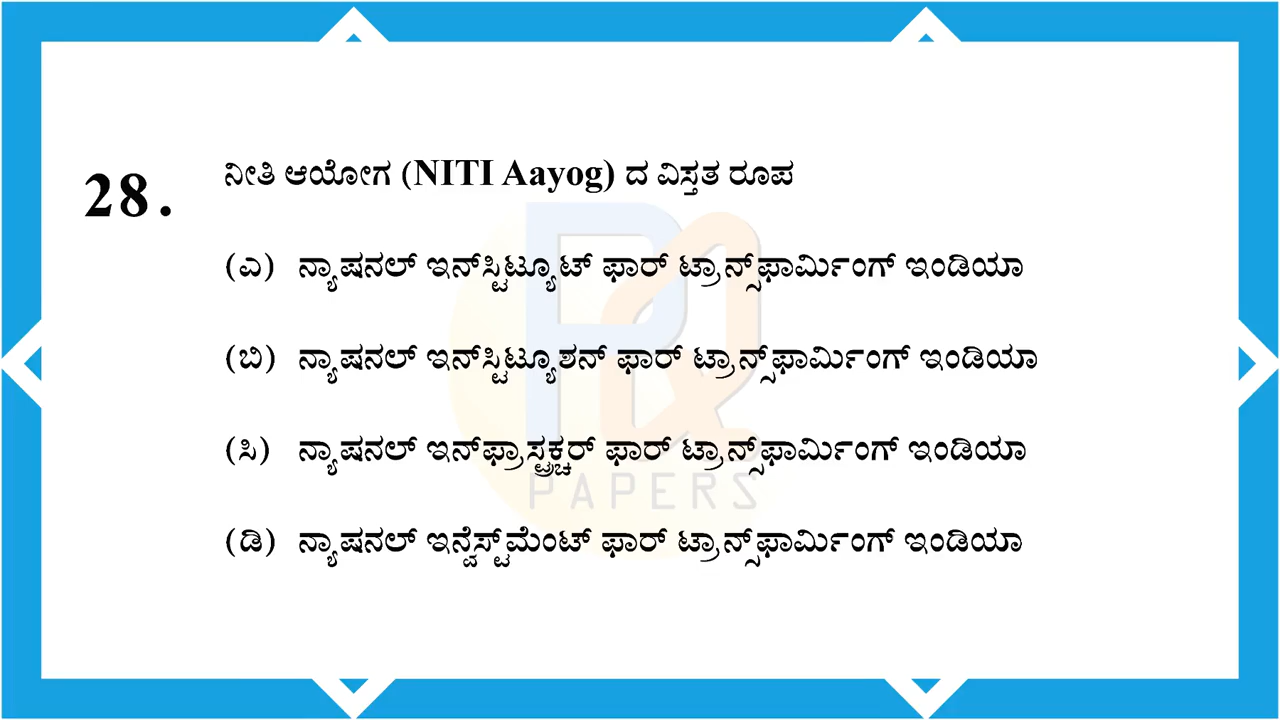 28. ನೀತಿ ಆಯೋಗ (NITI Aayog) ದ ವಿಸ್ತತ ರೂಪ
(ಎ) ನ್ಯಾಷನಲ್ ಇನ್‌ಸ್ಟಿಟ್ಯೂಟ್ ಫಾರ್ ಟ್ರಾನ್ಸ್‌ಫಾರ್ಮಿಂಗ್ ಇಂಡಿಯಾ
(ಬಿ) ನ್ಯಾಷನಲ್ ಇನ್‌ಸ್ಟಿಟ್ಯೂಶನ್ ಫಾರ್ ಟ್ರಾನ್ಸ್‌ಫಾರ್ಮಿಂಗ್ ಇಂಡಿಯಾ
(ಸಿ) ನ್ಯಾಷನಲ್ ಇನ್‌ಫ್ರಾಸ್ಟ್ರಕ್ಚರ್ ಫಾರ್ ಟ್ರಾನ್ಸ್‌ಫಾರ್ಮಿಂಗ್ ಇಂಡಿಯಾ
PAPERS
(ಡಿ) ನ್ಯಾಷನಲ್ ಇನ್ವೆಸ್ಟ್‌ಮೆಂಟ್ ಫಾರ್ ಟ್ರಾನ್ಸ್‌ಫಾರ್ಮಿಂಗ್ ಇಂಡಿಯಾ